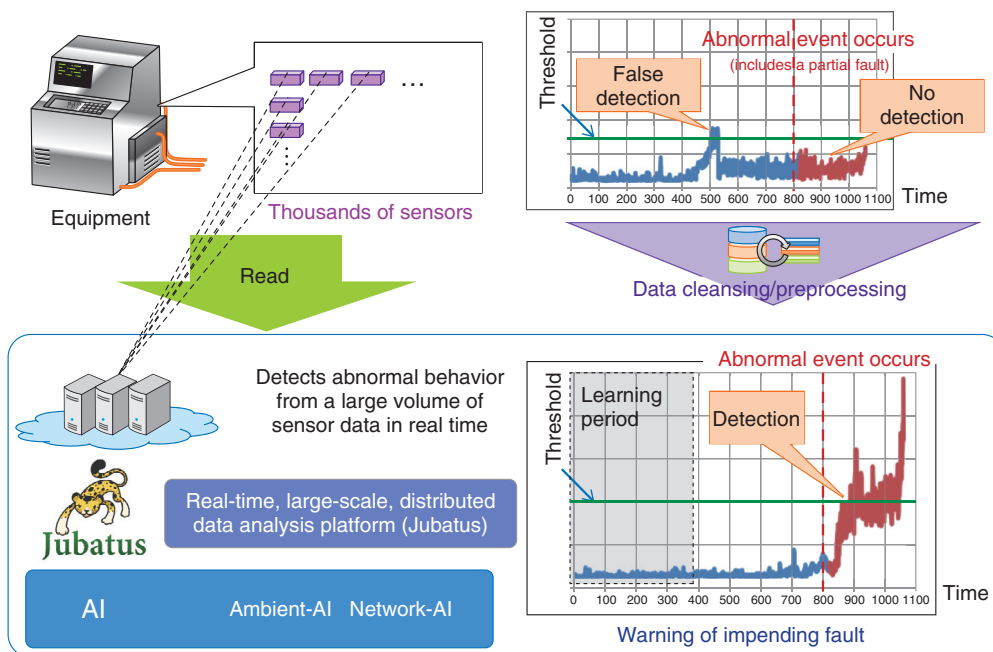 Equipment
Thousands of sensors
...
Read
Threshold
Abnormal event occurs
(includes a partial fault)
False
detection
No
detection
0 100 200 300 400 500 600 700 800 900 1000 1100
Time
Data cleansing/preprocessing
Detects abnormal behavior
from a large volume of
sensor data in real time
Jubatus
Real-time, large-scale, distributed
data analysis platform (Jubatus)
AI
Ambient-AI Network-AI
Abnormal event occurs
Threshold
Learning
period
Detection
0 100 200 300 400 500 600 700 800 900 1000 1100
Time
Warning of impending fault